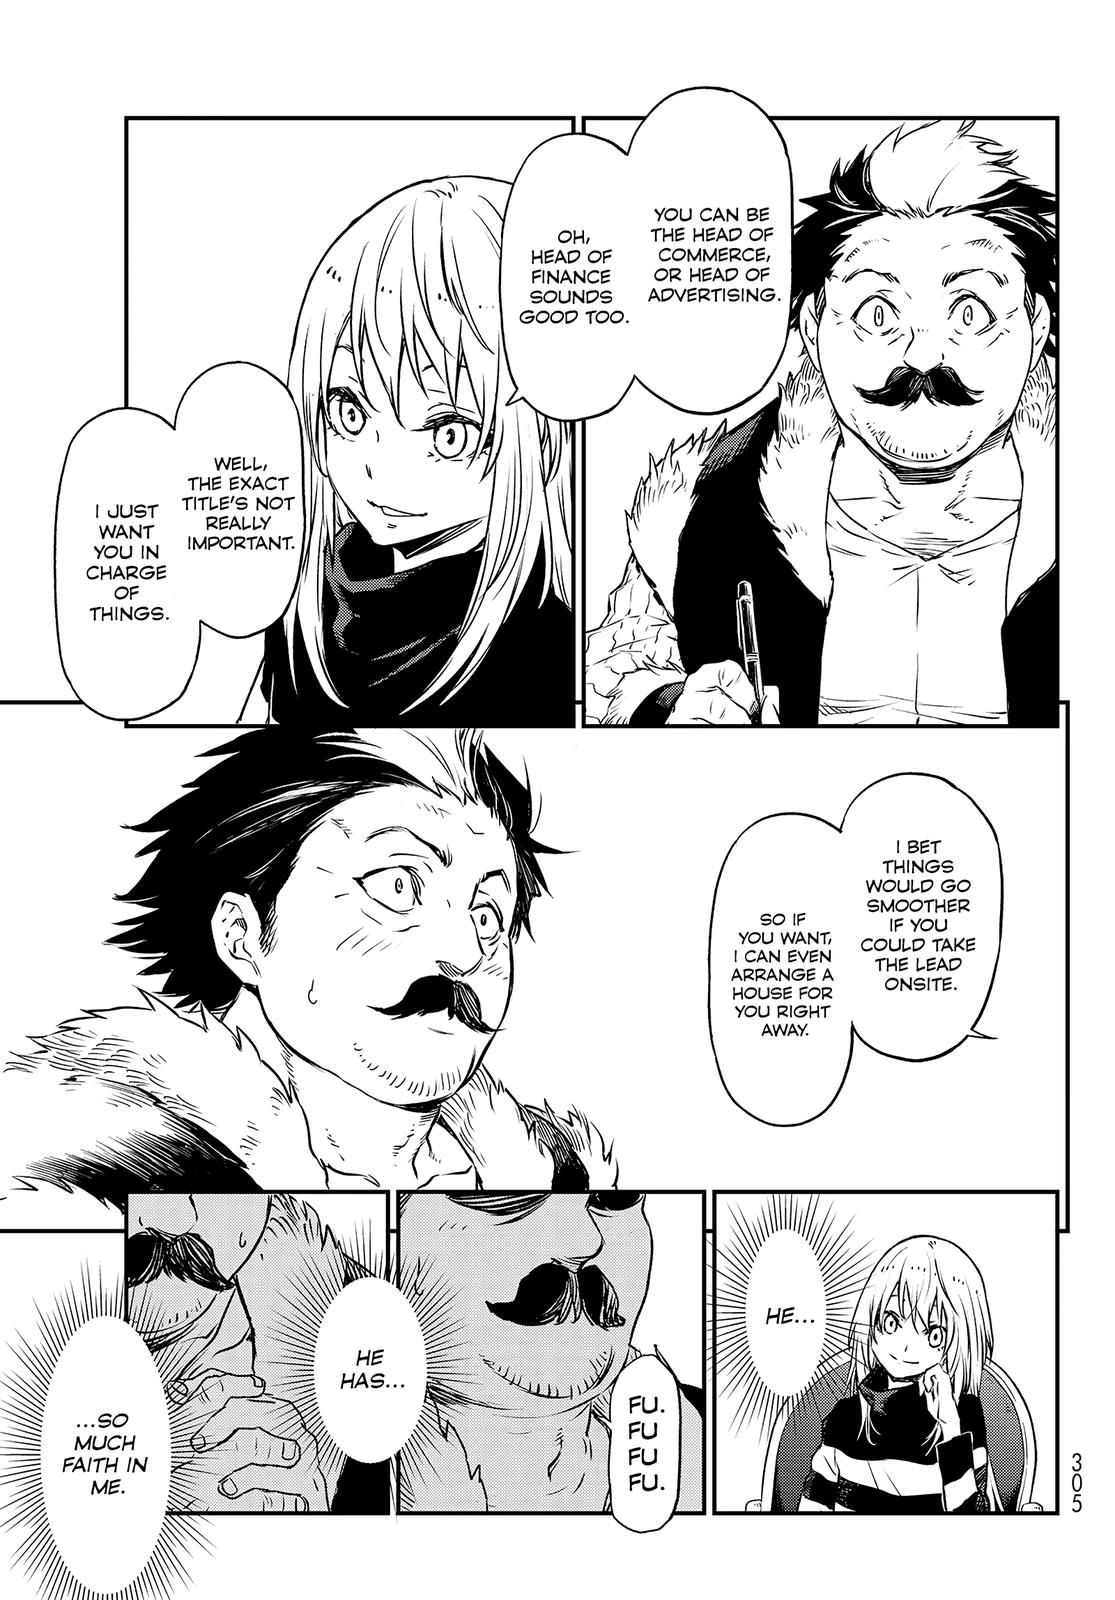 YOU CAN BE
THE HEAD OF
COMMERCE,
OR HEAD OF
ADVERTISING.
OH,
HEAD OF
FINANCE
SOUNDS
GOOD TOO.
WELL,
THE EXACT
TITLE'S NOT
REALLY
IMPORTANT.
I JUST
WANT
YOU IN
CHARGE
OF
THINGS.
I BET
THINGS
WOULD GO
SMOOTHER
IF YOU
COULD TAKE
THE LEAD
ONSITE.
SO IF
YOU WANT,
I CAN EVEN
ARRANGE A
HOUSE FOR
YOU RIGHT
AWAY.
HE...
FU.
FU
FU
FU.
HE
HAS...
...SO
MUCH
FAITH IN
ME.
305